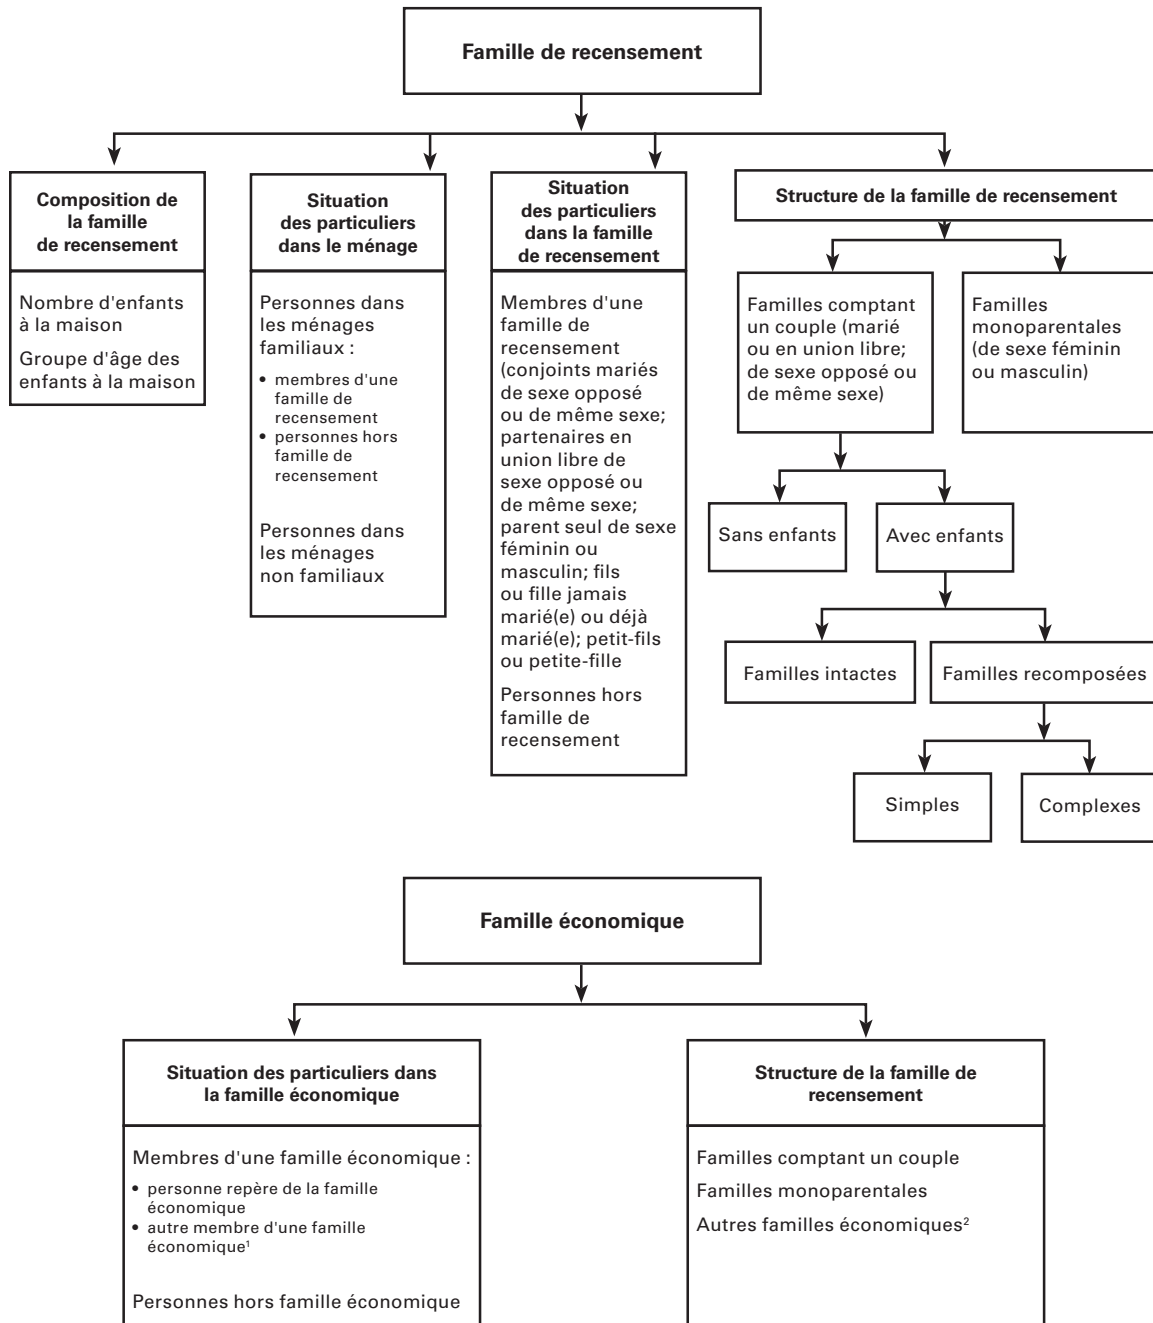 Famille de recensement
Composition de
la famille
de recensement
Nombre d'enfants
à la maison
Groupe d'âge des
enfants à la maison
Situation
des particuliers
dans le ménage
Personnes dans
les ménages
familiaux :
• membres d'une
famille de
recensement
• personnes hors
famille de
recensement
Personnes dans
les ménages
non familiaux
Situation
des particuliers
dans la famille
de recensement
Membres d'une
famille de
recensement
(conjoints mariés
de sexe opposé
ou de même sexe;
partenaires en
union libre de
sexe opposé ou
de même sexe;
parent seul de sexe
féminin ou
masculin; fils
ou fille jamais
marié(e) ou déjà
marié(e); petit-fils
ou petite-fille
Personnes hors
famille de
recensement
Structure de la famille de recensement
Familles comptant
un couple (marié
ou en union libre;
de sexe opposé ou
de même sexe)
Familles
monoparentales
(de sexe féminin
ou masculin)
Sans enfants
Avec enfants
Familles intactes
Familles recomposées
Simples
Complexes
Famille économique
Situation des particuliers dans
la famille économique
Membres d'une famille économique :
• personne repère de la famille
économique
• autre membre d'une famille
économique¹
Personnes hors famille économique
Structure de la famille de
recensement
Familles comptant un couple
Familles monoparentales
Autres familles économiques²